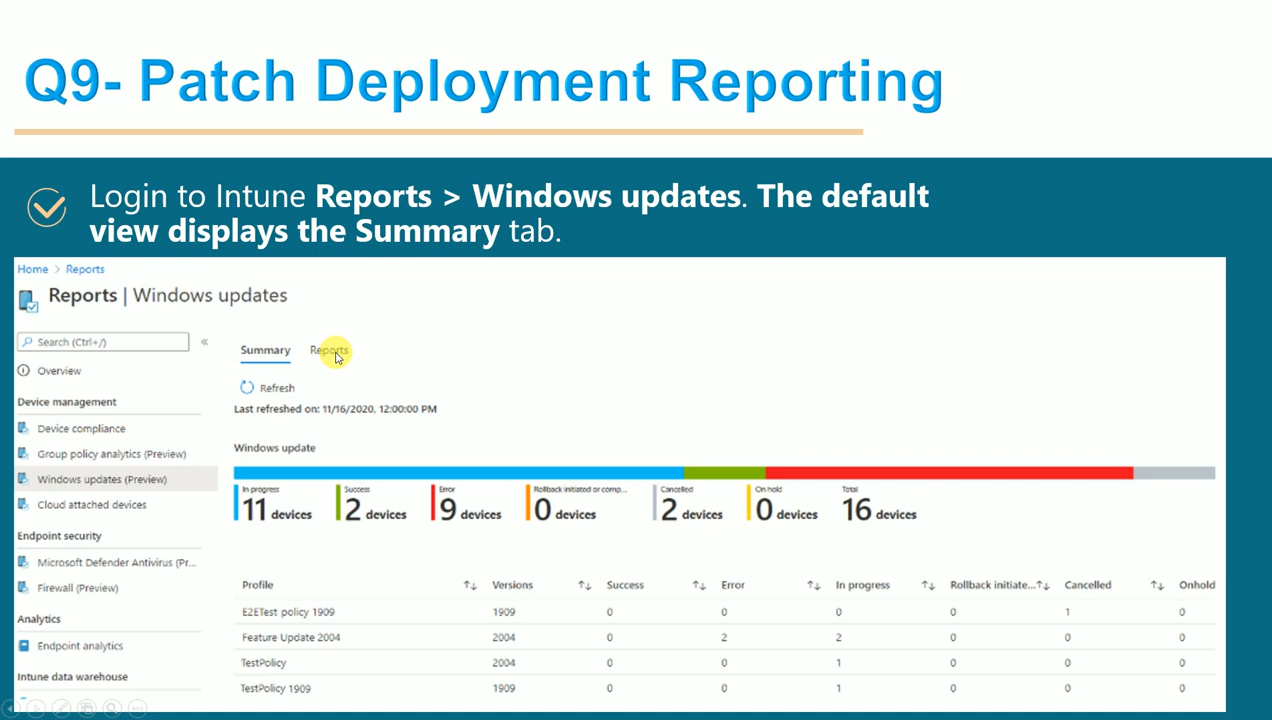 Q9- Patch Deployment Reporting
Login to Intune Reports > Windows updates. The default
view displays the Summary tab.
Home > Reports
Reports | Windows updates
Search (Ctrl+/)
«
Overview
Device management
Device compliance
Group policy analytics (Preview)
Windows updates (Preview)
Cloud attached devices
Endpoint security
Microsoft Defender Antivirus (Pr...
Firewall (Preview)
Analytics
Endpoint analytics
Intune data warehouse
Summary Reports
Refresh
Last refreshed on: 11/16/2020, 12:00:00 PM
Windows update
In progress Success Error Rollback initiated or comp... Cancelled On hold Total
11 devices 2 devices 9 devices 0 devices 2 devices 0 devices 16 devices
Profile Versions Success Error In progress Rollback initiate... Cancelled Onhold
E2ETest policy 1909 1909 0 0 0 0 1 0
Feature Update 2004 2004 0 2 2 0 0 0
TestPolicy 2004 0 0 1 0 0 0
TestPolicy 1909 1909 0 0 1 0 0 0